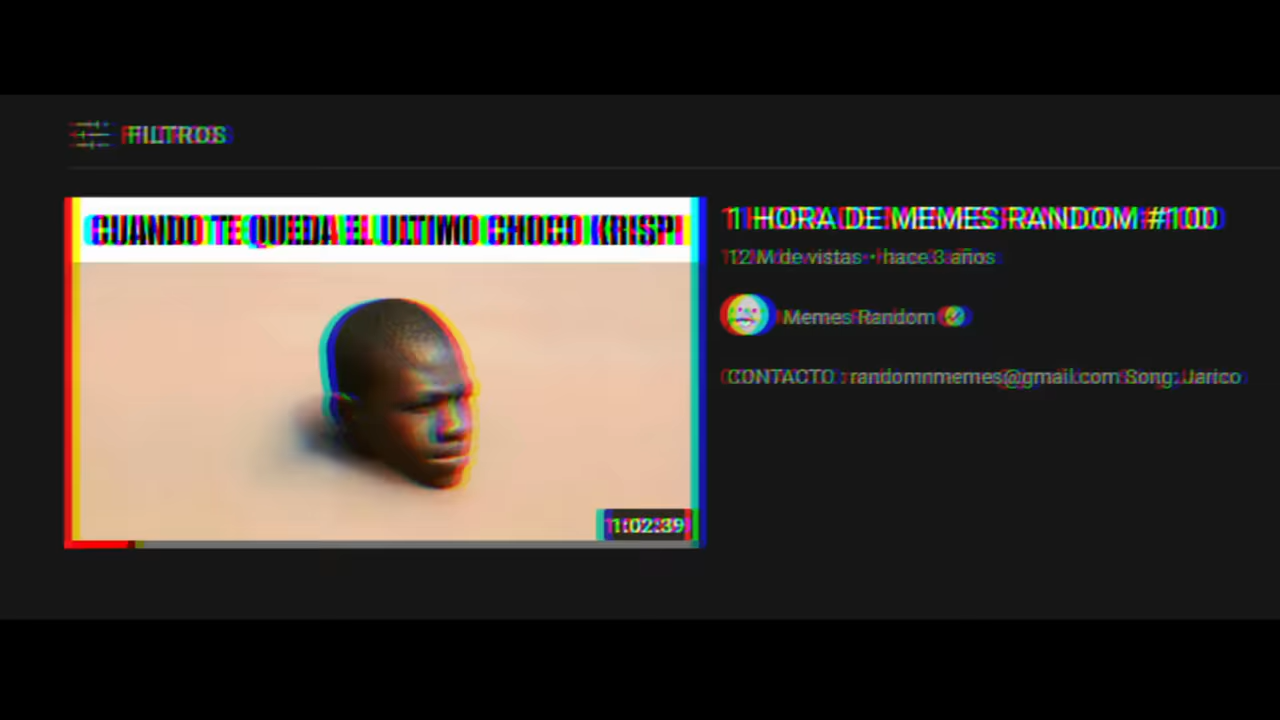 FILTROS
CUANDO TE QUEDA EL ULTIMO CHOCO KRISPI
1:02:39
1 HORA DE MEMES RANDOM #100
12 M de vistas • hace 3 años
Memes Random
CONTACTO : randomnmemes@gmail.com Song: Jarico